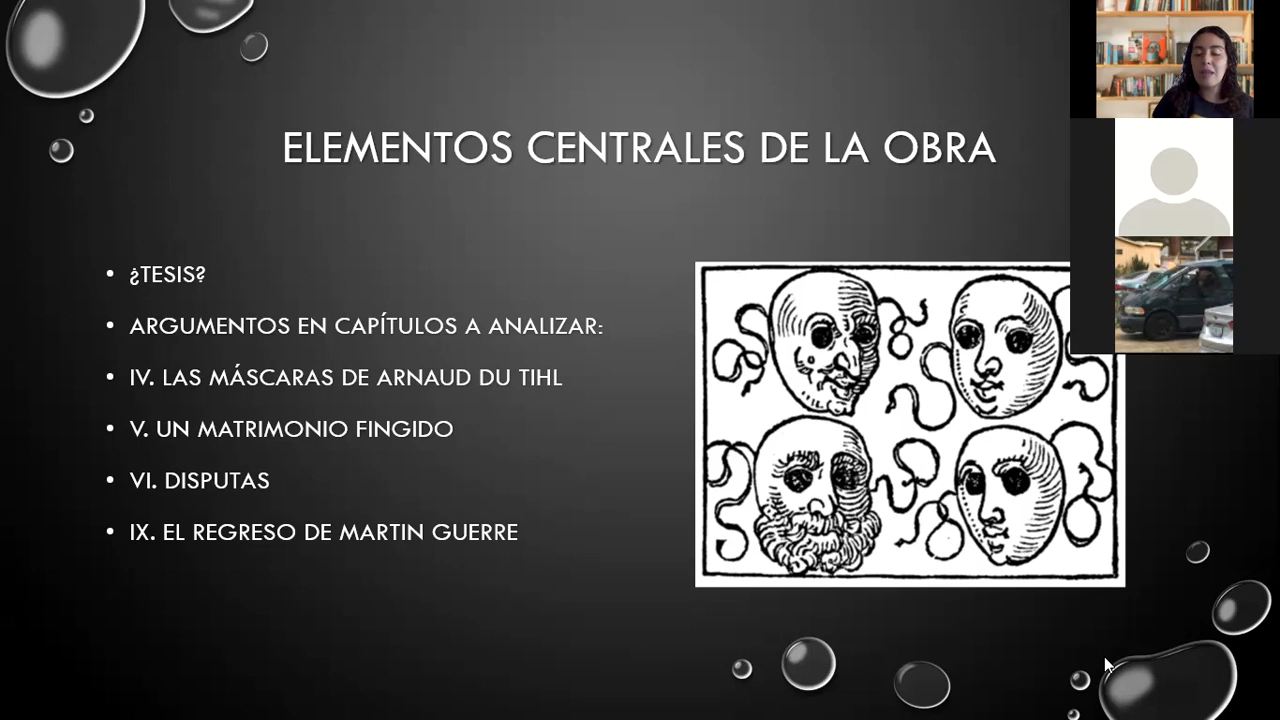 ELEMENTOS CENTRALES DE LA OBRA
• ¿TESIS?
• ARGUMENTOS EN CAPÍTULOS A ANALIZAR:
• IV. LAS MÁSCARAS DE ARNAUD DU TIHL
• V. UN MATRIMONIO FINGIDO
• VI. DISPUTAS
• IX. EL REGRESO DE MARTIN GUERRE